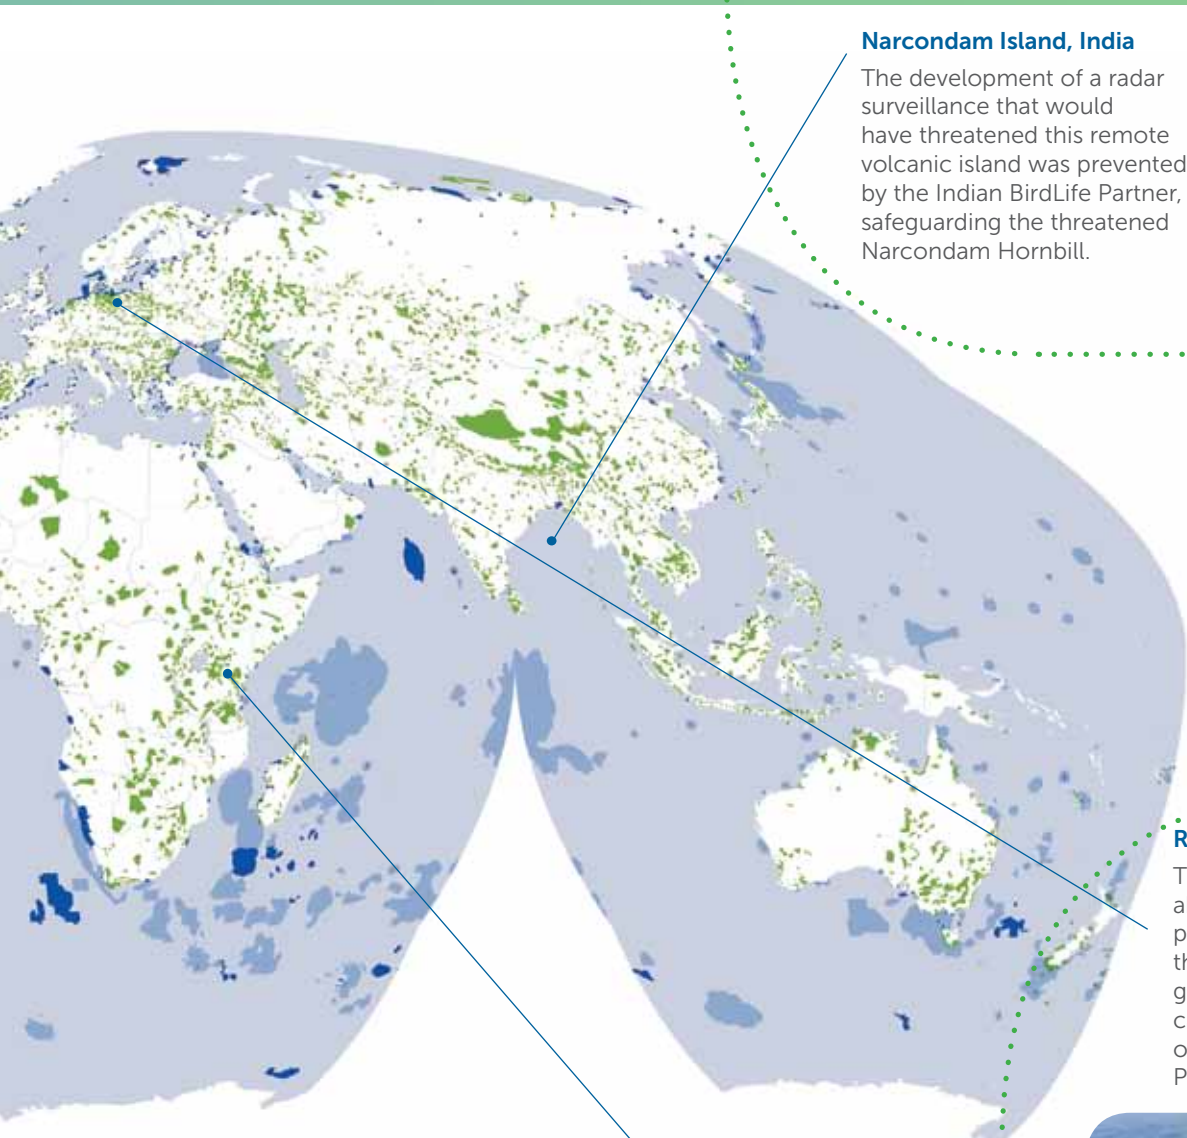 Narcondam Island, India
The development of a radar
surveillance that would
have threatened this remote
volcanic island was prevented
by the Indian BirdLife Partner,
safeguarding the threatened
Narcondam Hornbill.